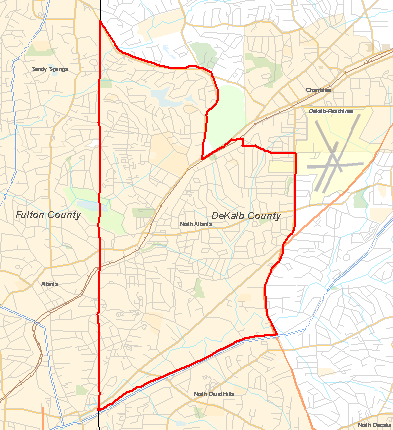 Sandy Springs
Chamblee
Dekalb-Peachtree
Fulton County
DeKalb County
North Atlanta
Atlanta
North Druid Hills
North Decatur